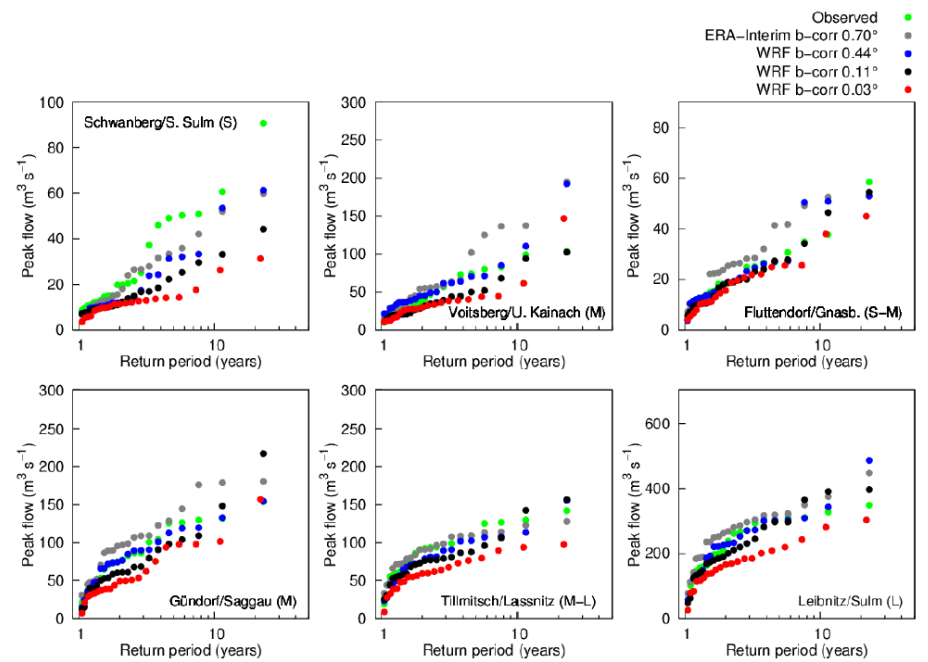 Observed
ERA-Interim b-corr 0.70°
WRF b-corr 0.44°
WRF b-corr 0.11°
WRF b-corr 0.03°
Peak flow (m³ s⁻¹)
100
80
60
40
20
0
Schwanberg/S. Sulm (S)
1
10
Return period (years)
Peak flow (m³ s⁻¹)
300
250
200
150
100
50
0
Voitsberg/U. Kainach (M)
1
10
Return period (years)
Peak flow (m³ s⁻¹)
80
60
40
20
0
Fluttendorf/Gnasb. (S-M)
1
10
Return period (years)
Peak flow (m³ s⁻¹)
300
250
200
150
100
50
0
Gündorf/Saggau (M)
1
10
Return period (years)
Peak flow (m³ s⁻¹)
300
250
200
150
100
50
0
Tillmitsch/Lassnitz (M-L)
1
10
Return period (years)
Peak flow (m³ s⁻¹)
600
400
200
0
Leibnitz/Sulm (L)
1
10
Return period (years)